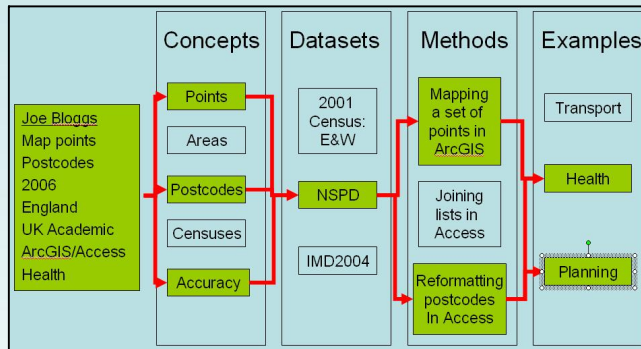 Concepts
Datasets
Methods
Examples
Joe Bloggs
Map points
Postcodes
2006
England
UK Academic
ArcGIS/Access
Health
Points
Areas
Postcodes
Censuses
Accuracy
2001
Census:
E&W
NSPD
IMD2004
Mapping
a set of
points in
ArcGIS
Joining
lists in
Access
Reformatting
postcodes
In Access
Transport
Health
Planning